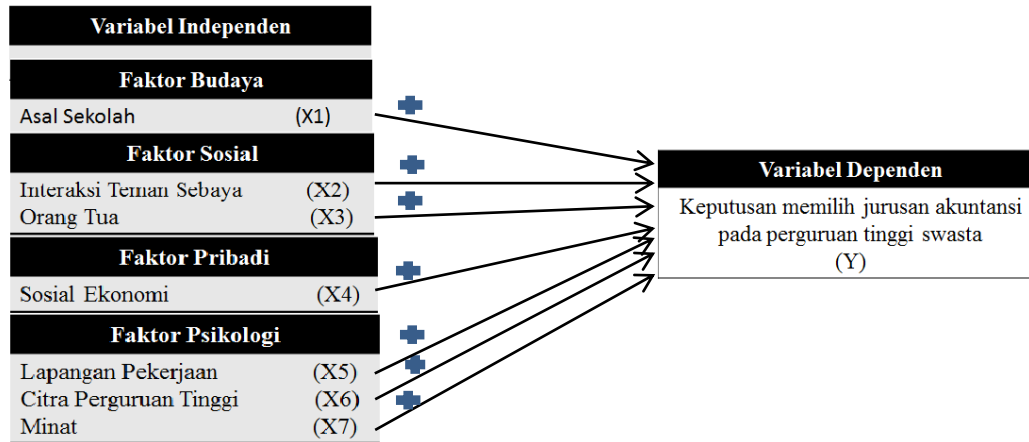 Variabel Independen
Faktor Budaya
Asal Sekolah (X1)
Faktor Sosial
Interaksi Teman Sebaya (X2)
Orang Tua (X3)
Faktor Pribadi
Sosial Ekonomi (X4)
Faktor Psikologi
Lapangan Pekerjaan (X5)
Citra Perguruan Tinggi (X6)
Minat (X7)
Variabel Dependen
Keputusan memilih jurusan akuntansi
pada perguruan tinggi swasta
(Y)